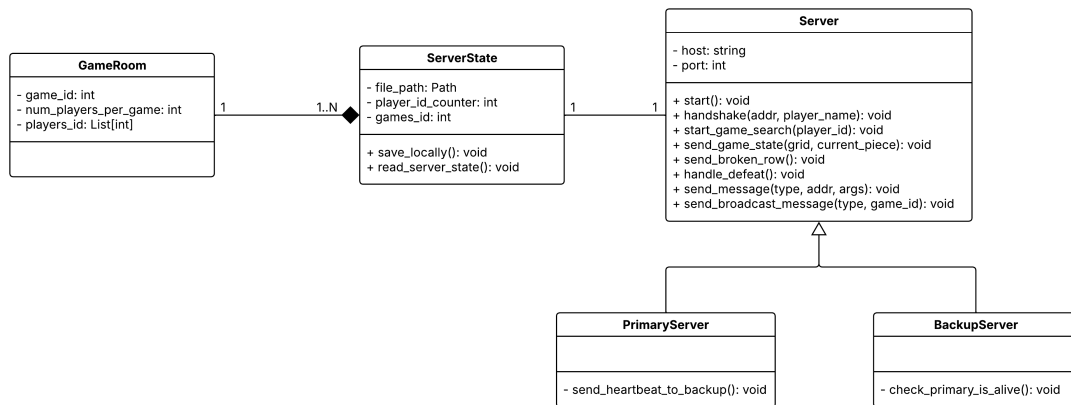 GameRoom
- game_id: int
- num_players_per_game: int
- players_id: List[int]
1
1..N
ServerState
- file_path: Path
- player_id_counter: int
- games_id: int
+ save_locally(): void
+ read_server_state(): void
1
1
Server
- host: string
- port: int
+ start(): void
+ handshake(addr, player_name): void
+ start_game_search(player_id): void
+ send_game_state(grid, current_piece): void
+ send_broken_row(): void
+ handle_defeat(): void
+ send_message(type, addr, args): void
+ send_broadcast_message(type, game_id): void
PrimaryServer
- send_heartbeat_to_backup(): void
BackupServer
- check_primary_is_alive(): void